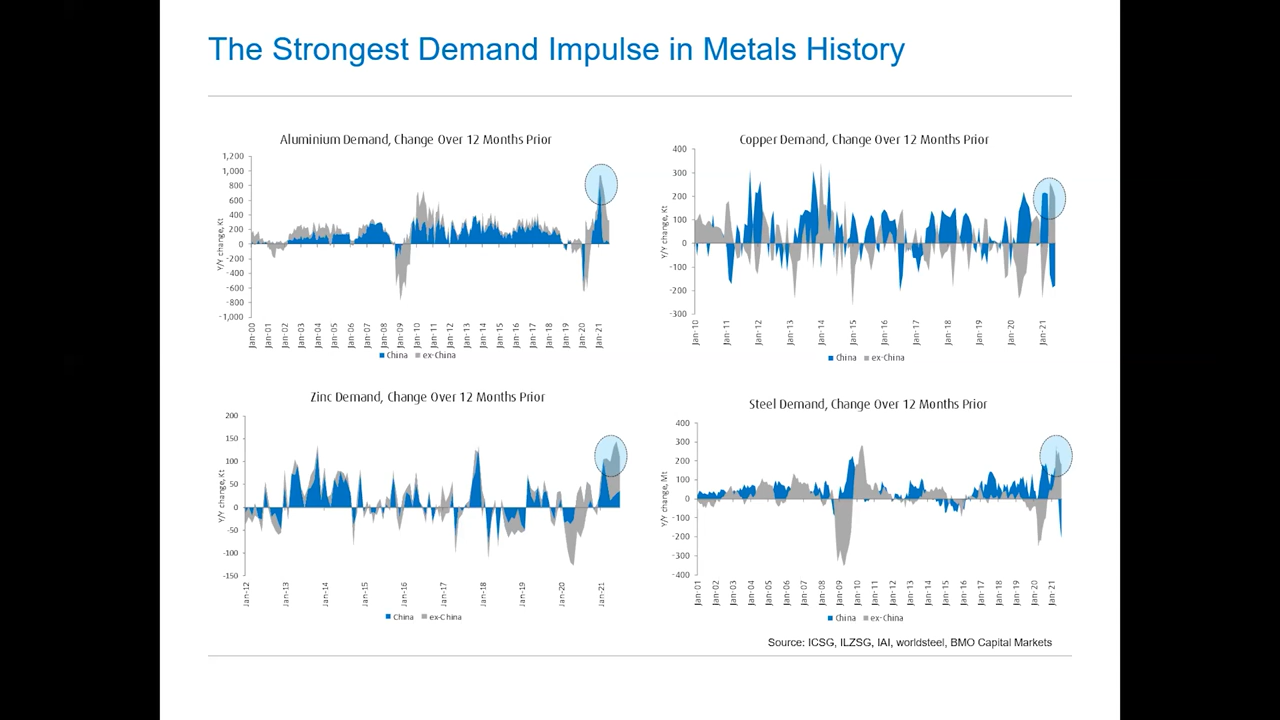 The Strongest Demand Impulse in Metals History
Aluminium Demand, Change Over 12 Months Prior
Y/Y change, Kt
1,200
1,000
800
600
400
200
0
-200
-400
-600
-800
-1,000
Jan-00
Jan-01
Jan-02
Jan-03
Jan-04
Jan-05
Jan-06
Jan-07
Jan-08
Jan-09
Jan-10
Jan-11
Jan-12
Jan-13
Jan-14
Jan-15
Jan-16
Jan-17
Jan-18
Jan-19
Jan-20
Jan-21
China ex-China
Copper Demand, Change Over 12 Months Prior
Y/Y change, Kt
400
300
200
100
0
-100
-200
-300
Jan-10
Jan-11
Jan-12
Jan-13
Jan-14
Jan-15
Jan-16
Jan-17
Jan-18
Jan-19
Jan-20
Jan-21
China ex-China
Zinc Demand, Change Over 12 Months Prior
Y/Y change, Kt
200
150
100
50
0
-50
-100
-150
Jan-12
Jan-13
Jan-14
Jan-15
Jan-16
Jan-17
Jan-18
Jan-19
Jan-20
Jan-21
China ex-China
Steel Demand, Change Over 12 Months Prior
Y/Y change, Mt
400
300
200
100
0
-100
-200
-300
-400
Jan-01
Jan-02
Jan-03
Jan-04
Jan-05
Jan-06
Jan-07
Jan-08
Jan-09
Jan-10
Jan-11
Jan-12
Jan-13
Jan-14
Jan-15
Jan-16
Jan-17
Jan-18
Jan-19
Jan-20
Jan-21
China ex-China
Source: ICSG, ILZSG, IAI, worldsteel, BMO Capital Markets